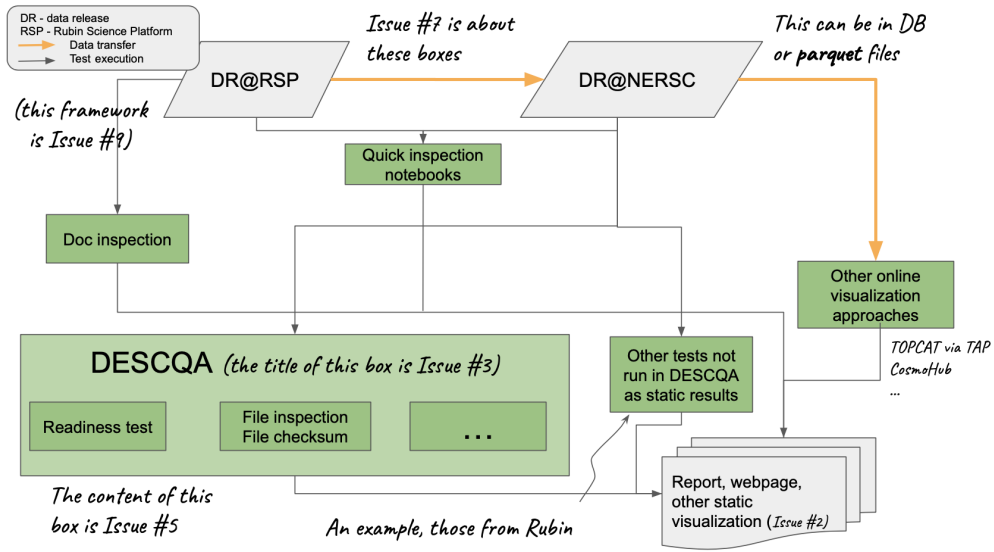 DR - data release
RSP - Rubin Science Platform
Data transfer
Test execution
Issue #7 is about
these boxes
This can be in DB
or parquet files
DR@RSP
DR@NERSC
(this framework
is Issue #9)
Quick inspection
notebooks
Doc inspection
Other online
visualization
approaches
TOPCAT via TAP
CosmoHub
...
DESCQA (the title of this box is Issue #3)
Readiness test
File inspection
File checksum
...
Other tests not
run in DESCQA
as static results
The content of this
box is Issue #5
An example, those from Rubin
Report, webpage,
other static
visualization (Issue #2)